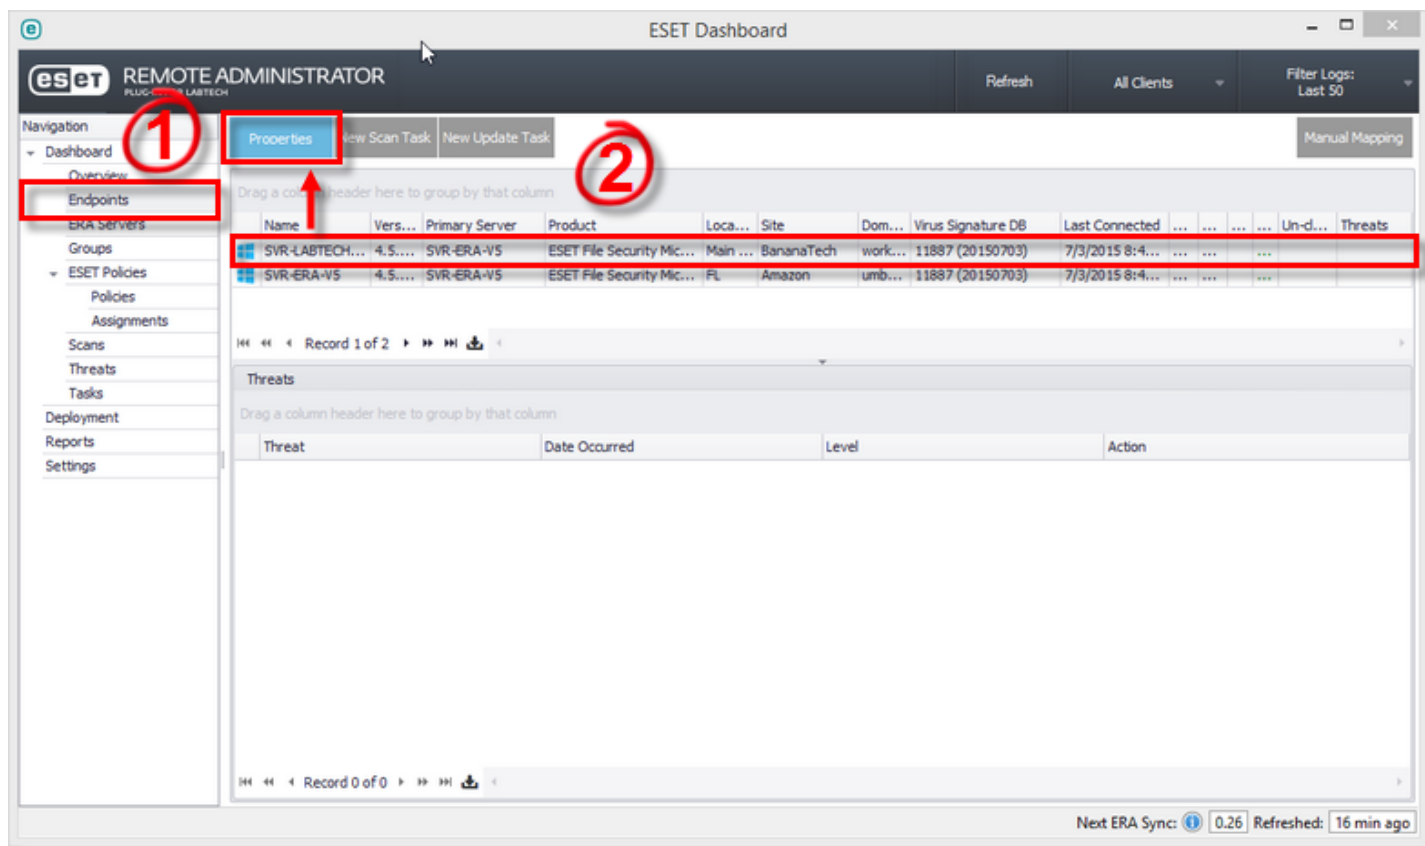 ESET Dashboard
eset REMOTE ADMINISTRATOR
Refresh All Clients Filter Logs:
Last 50
Navigation
Dashboard
Overview
Endpoints
ERA Servers
Groups
ESET Policies
Policies
Assignments
Scans
Threats
Tasks
Deployment
Reports
Settings
1
Properties New Scan Task New Update Task
2
Manual Mapping
Drag a column header here to group by that column
Name Vers... Primary Server Product Loca... Site Dom... Virus Signature DB Last Connected ... ... ... ... Un-d... Threats
SVR-LABTECH... 4.5.... SVR-ERA-V5 ESET File Security Mic... Main ... BananaTech work... 11887 (20150703) 7/3/2015 8:4... ... ... ...
SVR-ERA-V5 4.5.... SVR-ERA-V5 ESET File Security Mic... FL Amazon umb... 11887 (20150703) 7/3/2015 8:4... ... ... ...
Record 1 of 2
Threats
Drag a column header here to group by that column
Threat Date Occurred Level Action
Record 0 of 0
Next ERA Sync: 0.26 Refreshed: 16 min ago